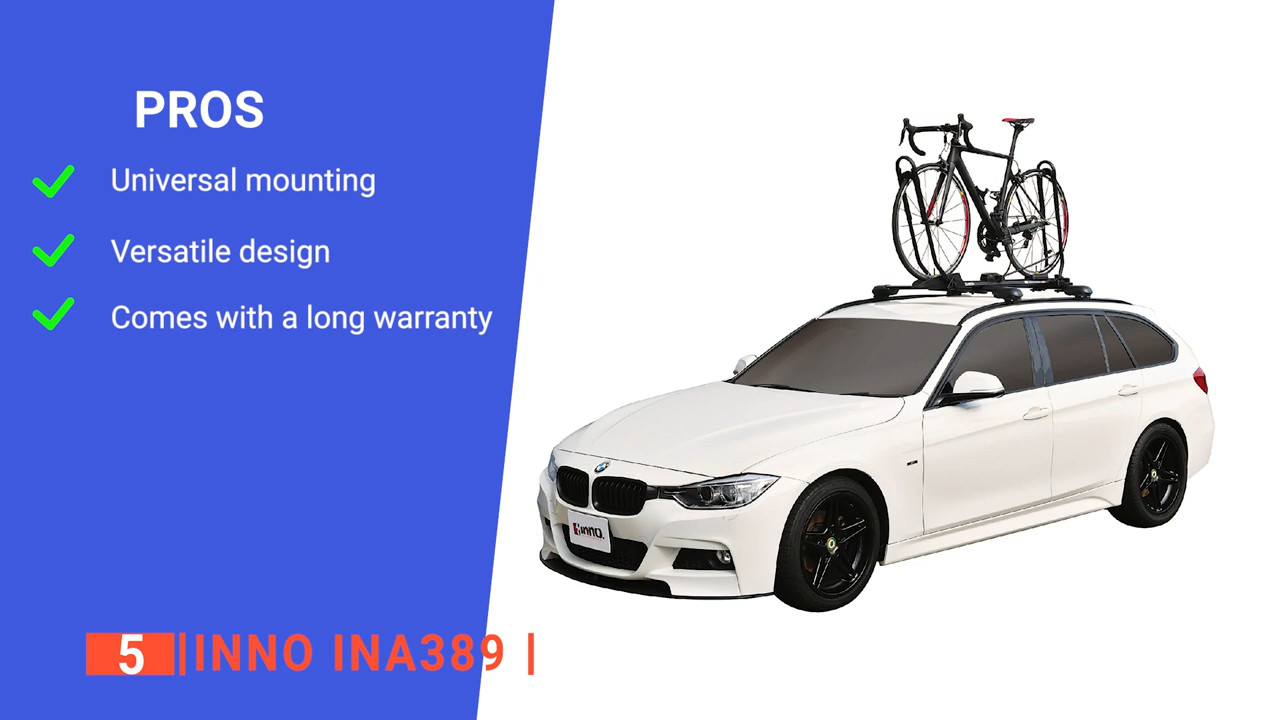 PROS
Universal mounting
Versatile design
Comes with a long warranty
INNO.
5 |INNO INA389 |